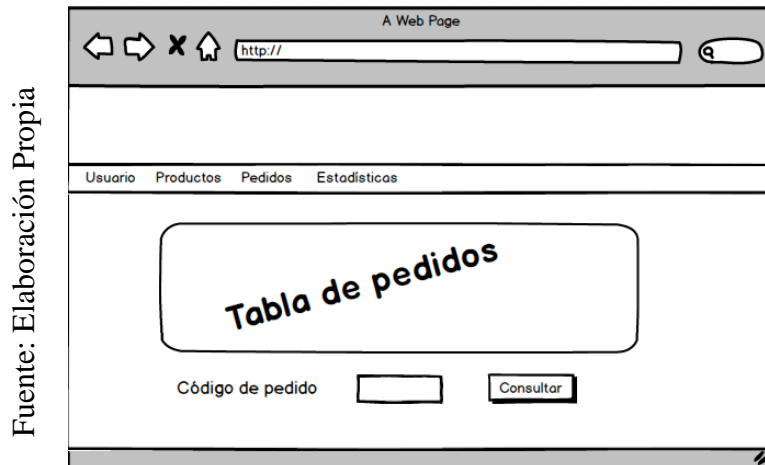 A Web Page
http://
Usuario Productos Pedidos Estadísticas
Tabla de pedidos
Código de pedido Consultar
Fuente: Elaboración Propia